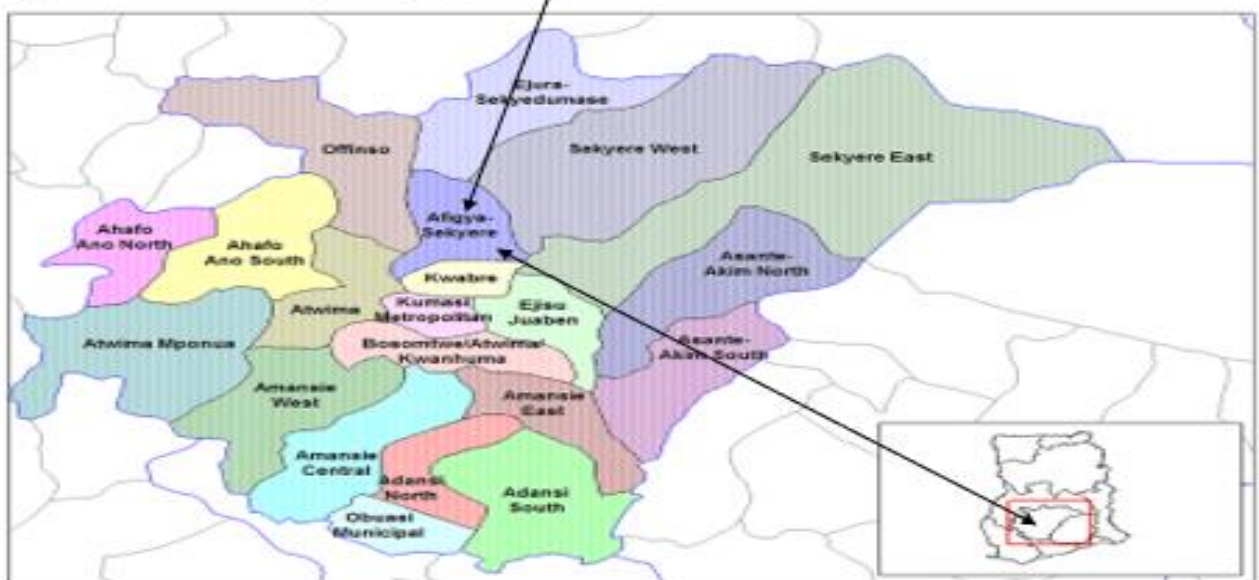 Ejura-
Sekyedumase
Offinso
Sekyere West
Sekyere East
Afigya-
Sekyere
Ahafo
Ano North
Ahafo
Ano South
Asante-
Akim North
Kwabre
Atwima
Kumasi
Metropolitan
Ejisu
Juaben
Atwima Mponua
Bosomtwe/Atwima/
Kwanhuma
Asante-
Akim South
Amansie
West
Amansie
East
Amansie
Central
Adansi
North
Adansi
South
Obuasi
Municipal